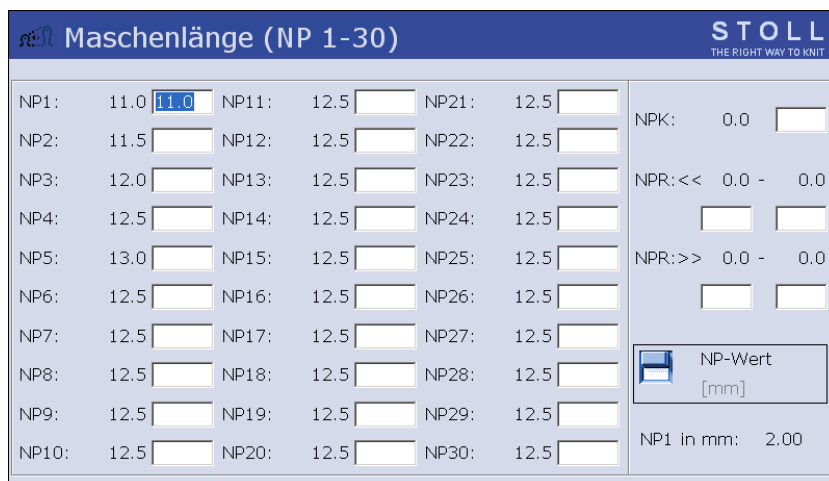 Maschenlänge (NP 1-30)
STOLL
THE RIGHT WAY TO KNIT
NP1: 11.0 11.0 NP11: 12.5 NP21: 12.5
NP2: 11.5 NP12: 12.5 NP22: 12.5
NP3: 12.0 NP13: 12.5 NP23: 12.5
NP4: 12.5 NP14: 12.5 NP24: 12.5
NP5: 13.0 NP15: 12.5 NP25: 12.5
NP6: 12.5 NP16: 12.5 NP26: 12.5
NP7: 12.5 NP17: 12.5 NP27: 12.5
NP8: 12.5 NP18: 12.5 NP28: 12.5
NP9: 12.5 NP19: 12.5 NP29: 12.5
NP10: 12.5 NP20: 12.5 NP30: 12.5
NPK: 0.0
NPR:<< 0.0 - 0.0
NPR:>> 0.0 - 0.0
NP-Wert
[mm]
NP1 in mm: 2.00